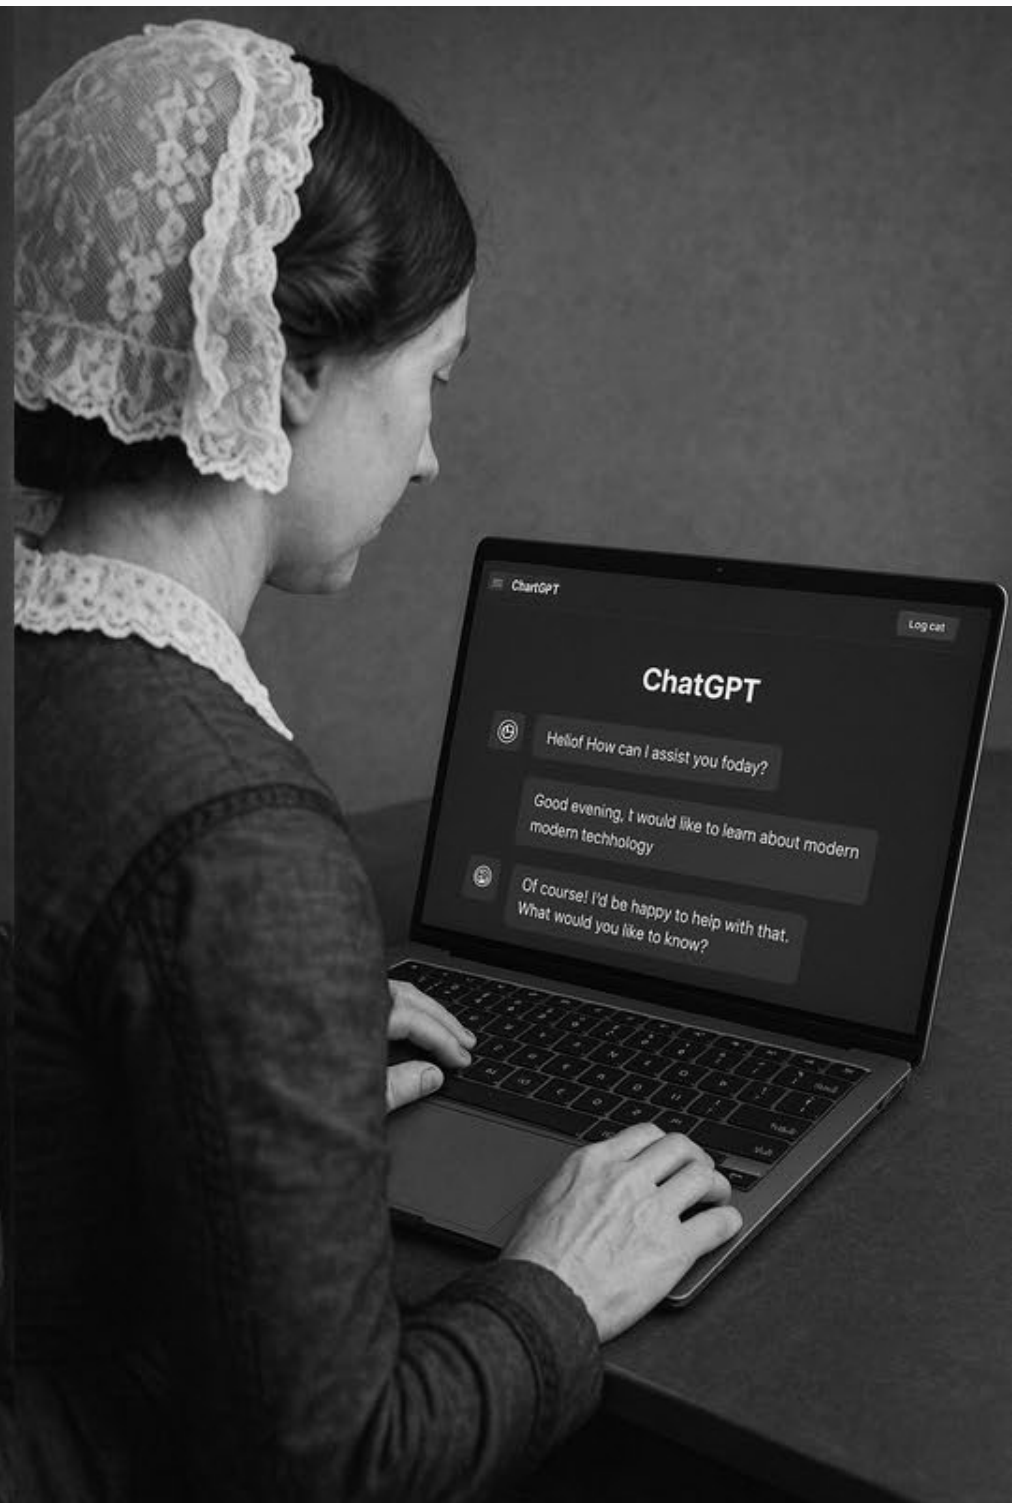 ChartGPT
Log cat
ChatGPT
Hellof How can I assist you foday?
Good evening, t would like to learn about modern
modern techhology
Of course! I'd be happy to help with that.
What would you like to know?